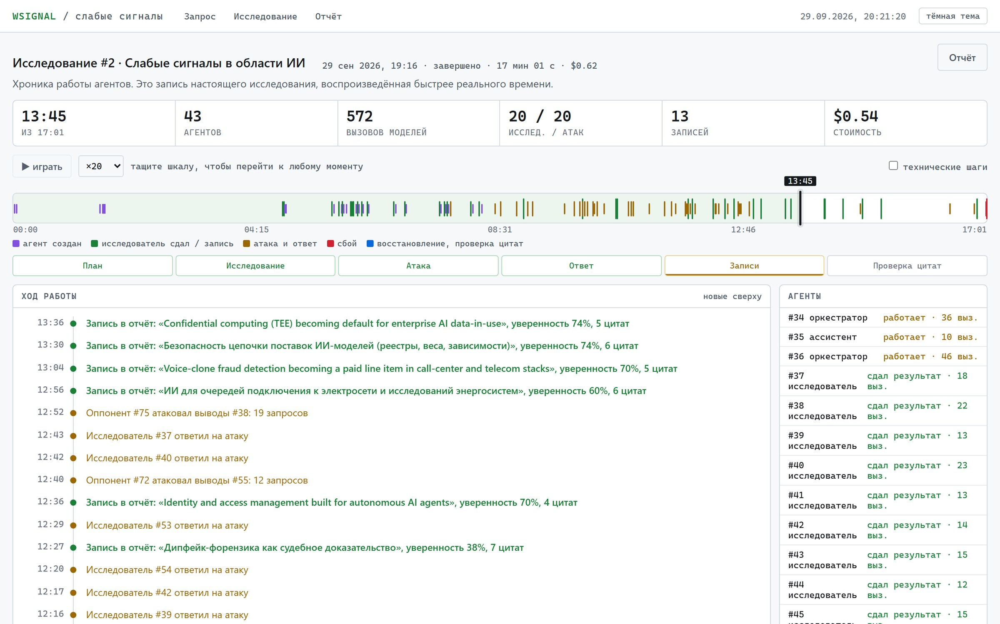 WSIGNAL / слабые сигналы Запрос Исследование Отчёт 29.09.2026, 20:21:20 тёмная тема
Исследование #2 · Слабые сигналы в области ИИ 29 сен 2026, 19:16 · завершено · 17 мин 01 с · $0.62 Отчёт
Хроника работы агентов. Это запись настоящего исследования, воспроизведённая быстрее реального времени.
13:45 43 572 20 / 20 13 $0.54
ИЗ 17:01 АГЕНТОВ ВЫЗОВОВ МОДЕЛЕЙ ИССЛЕД. / АТАК ЗАПИСЕЙ СТОИМОСТЬ
▶ играть ×20 тащите шкалу, чтобы перейти к любому моменту технические шаги
13:45
00:00 04:15 08:31 12:46 17:01
агент создан исследователь сдал / запись атака и ответ сбой восстановление, проверка цитат
План Исследование Атака Ответ Записи Проверка цитат
ХОД РАБОТЫ новые сверху
13:36 Запись в отчёт: «Confidential computing (TEE) becoming default for enterprise AI data-in-use», уверенность 74%, 5 цитат
13:30 Запись в отчёт: «Безопасность цепочки поставок ИИ-моделей (реестры, веса, зависимости)», уверенность 74%, 6 цитат
13:04 Запись в отчёт: «Voice-clone fraud detection becoming a paid line item in call-center and telecom stacks», уверенность 70%, 5 цитат
12:56 Запись в отчёт: «ИИ для очередей подключения к электросети и исследований энергосистем», уверенность 60%, 6 цитат
12:52 Оппонент #75 атаковал выводы #38: 19 запросов
12:43 Исследователь #37 ответил на атаку
12:42 Исследователь #40 ответил на атаку
12:40 Оппонент #72 атаковал выводы #55: 12 запросов
12:36 Запись в отчёт: «Identity and access management built for autonomous AI agents», уверенность 70%, 4 цитат
12:29 Исследователь #53 ответил на атаку
12:27 Запись в отчёт: «Дипфейк-форензика как судебное доказательство», уверенность 38%, 7 цитат
12:20 Исследователь #54 ответил на атаку
12:17 Исследователь #42 ответил на атаку
12:16 Исследователь #39 ответил на атаку
АГЕНТЫ
#34 оркестратор работает · 36 выз.
#35 ассистент работает · 10 выз.
#36 оркестратор работает · 46 выз.
#37 сдал результат · 18
исследователь выз.
#38 сдал результат · 22
исследователь выз.
#39 сдал результат · 13
исследователь выз.
#40 сдал результат · 23
исследователь выз.
#41 сдал результат · 13
исследователь выз.
#42 сдал результат · 14
исследователь выз.
#43 сдал результат · 15
исследователь выз.
#44 сдал результат · 12
исследователь выз.
#45 сдал результат · 15